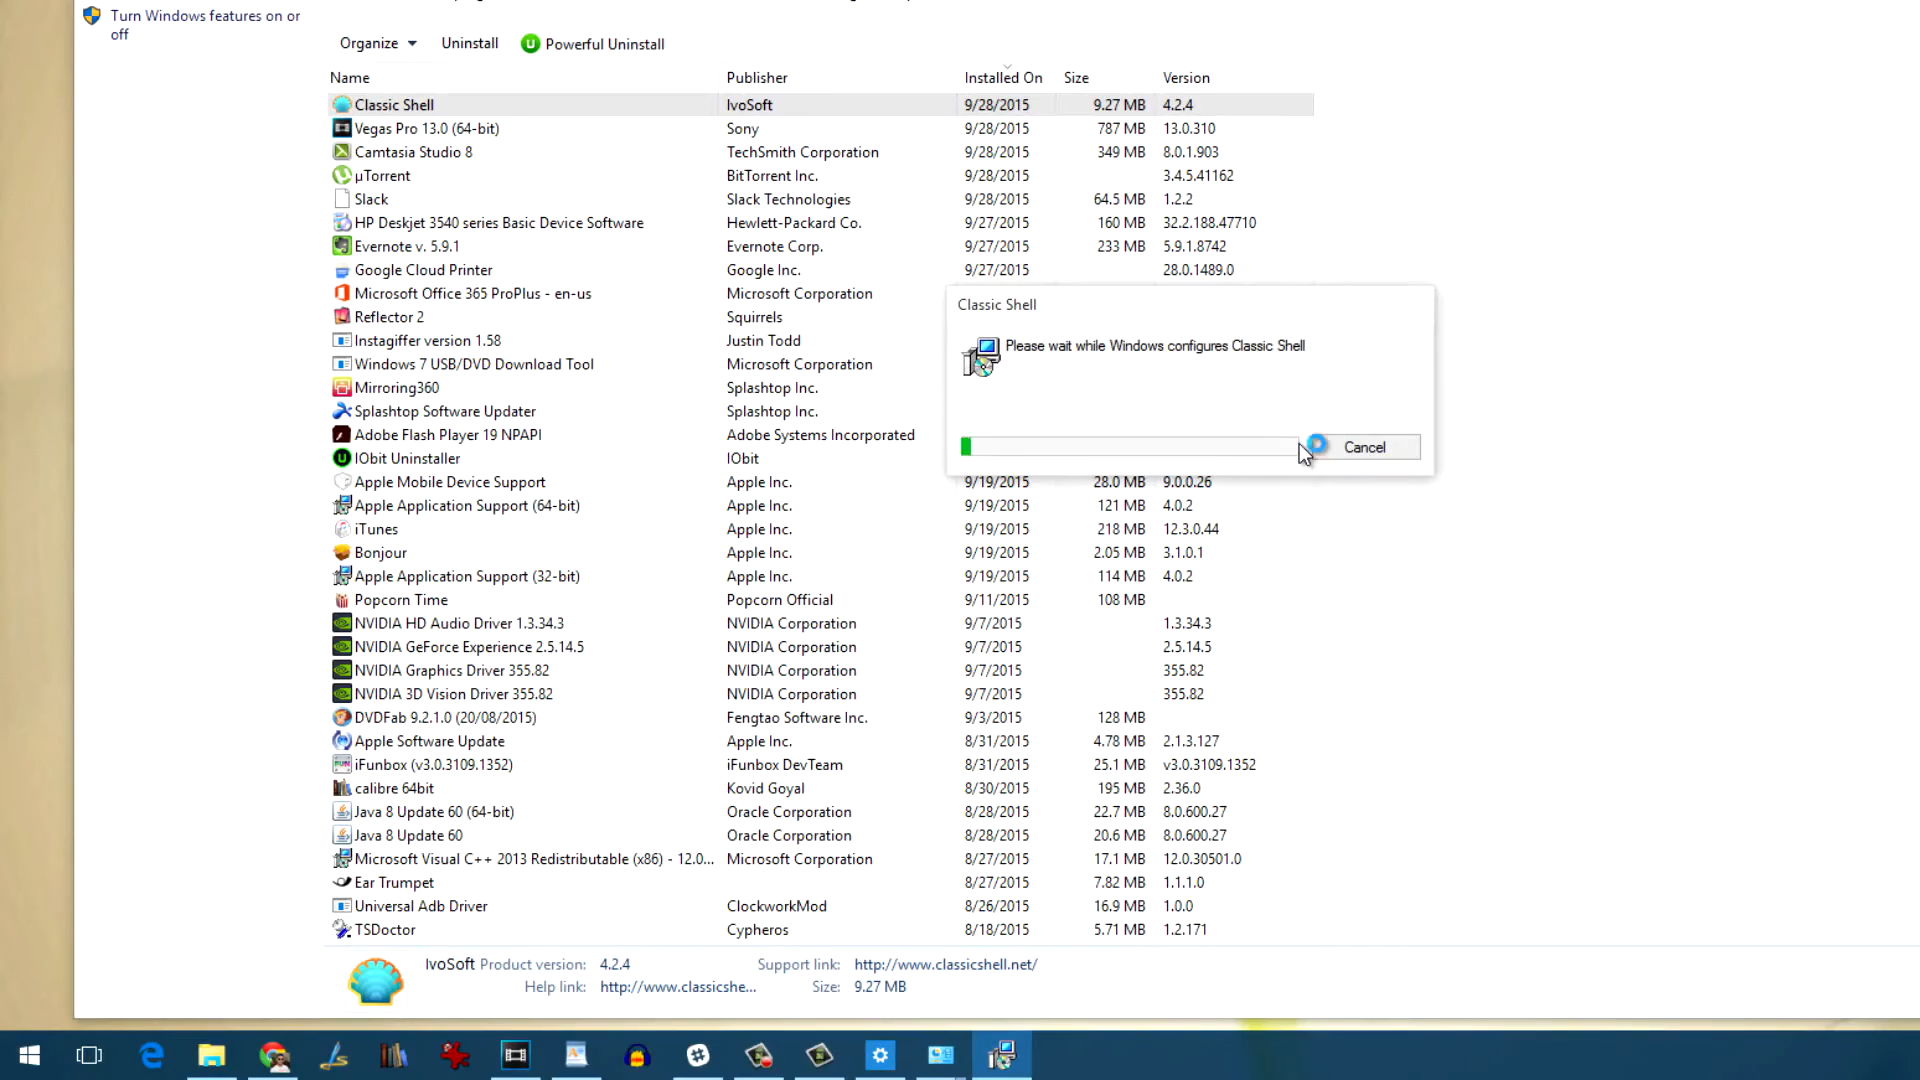 Turn Windows features on or
off
Organize Uninstall Powerful Uninstall
Name Publisher Installed On Size Version
Classic Shell IvoSoft 9/28/2015 9.27 MB 4.2.4
Vegas Pro 13.0 (64-bit) Sony 9/28/2015 787 MB 13.0.310
Camtasia Studio 8 TechSmith Corporation 9/28/2015 349 MB 8.0.1.903
µTorrent BitTorrent Inc. 9/28/2015 3.4.5.41162
Slack Slack Technologies 9/28/2015 64.5 MB 1.2.2
HP Deskjet 3540 series Basic Device Software Hewlett-Packard Co. 9/27/2015 160 MB 32.2.188.47710
Evernote v. 5.9.1 Evernote Corp. 9/27/2015 233 MB 5.9.1.8742
Google Cloud Printer Google Inc. 9/27/2015 28.0.1489.0
Microsoft Office 365 ProPlus - en-us Microsoft Corporation
Reflector 2 Squirrels
Instagiffer version 1.58 Justin Todd
Windows 7 USB/DVD Download Tool Microsoft Corporation
Mirroring360 Splashtop Inc.
Splashtop Software Updater Splashtop Inc.
Adobe Flash Player 19 NPAPI Adobe Systems Incorporated
IObit Uninstaller IObit
Classic Shell
Please wait while Windows configures Classic Shell
Cancel
Apple Mobile Device Support Apple Inc. 9/19/2015 28.0 MB 9.0.0.26
Apple Application Support (64-bit) Apple Inc. 9/19/2015 121 MB 4.0.2
iTunes Apple Inc. 9/19/2015 218 MB 12.3.0.44
Bonjour Apple Inc. 9/19/2015 2.05 MB 3.1.0.1
Apple Application Support (32-bit) Apple Inc. 9/19/2015 114 MB 4.0.2
Popcorn Time Popcorn Official 9/11/2015 108 MB
NVIDIA HD Audio Driver 1.3.34.3 NVIDIA Corporation 9/7/2015 1.3.34.3
NVIDIA GeForce Experience 2.5.14.5 NVIDIA Corporation 9/7/2015 2.5.14.5
NVIDIA Graphics Driver 355.82 NVIDIA Corporation 9/7/2015 355.82
NVIDIA 3D Vision Driver 355.82 NVIDIA Corporation 9/7/2015 355.82
DVDFab 9.2.1.0 (20/08/2015) Fengtao Software Inc. 9/3/2015 128 MB
Apple Software Update Apple Inc. 8/31/2015 4.78 MB 2.1.3.127
iFunbox (v3.0.3109.1352) iFunbox DevTeam 8/31/2015 25.1 MB v3.0.3109.1352
calibre 64bit Kovid Goyal 8/30/2015 195 MB 2.36.0
Java 8 Update 60 (64-bit) Oracle Corporation 8/28/2015 22.7 MB 8.0.600.27
Java 8 Update 60 Oracle Corporation 8/28/2015 20.6 MB 8.0.600.27
Microsoft Visual C++ 2013 Redistributable (x86) - 12.0... Microsoft Corporation 8/27/2015 17.1 MB 12.0.30501.0
Ear Trumpet 8/27/2015 7.82 MB 1.1.1.0
Universal Adb Driver ClockworkMod 8/26/2015 16.9 MB 1.0.0
TSDoctor Cypheros 8/18/2015 5.71 MB 1.2.171
IvoSoft Product version: 4.2.4 Support link: http://www.classicshell.net/
Help link: http://www.classicshe... Size: 9.27 MB